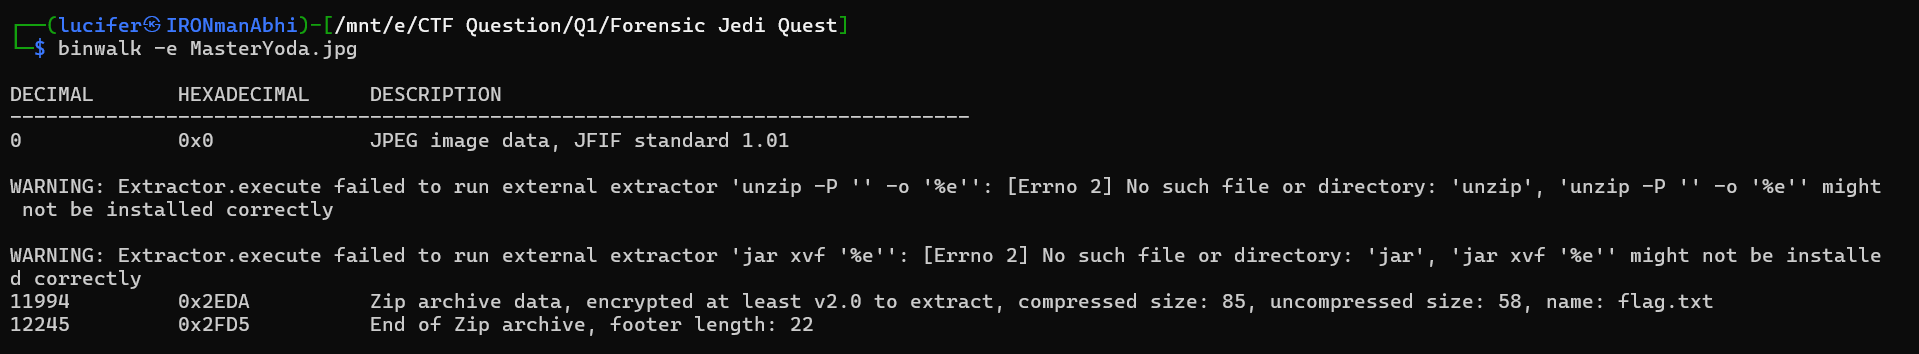 ┌──(lucifer㉿IRONmanAbhi)-[/mnt/e/CTF Question/Q1/Forensic Jedi Quest]
└─$ binwalk -e MasterYoda.jpg
DECIMAL       HEXADECIMAL     DESCRIPTION
--------------------------------------------------------------------------------
0             0x0             JPEG image data, JFIF standard 1.01
WARNING: Extractor.execute failed to run external extractor 'unzip -P '' -o '%e'': [Errno 2] No such file or directory: 'unzip', 'unzip -P '' -o '%e'' might
 not be installed correctly
WARNING: Extractor.execute failed to run external extractor 'jar xvf '%e'': [Errno 2] No such file or directory: 'jar', 'jar xvf '%e'' might not be installe
d correctly
11994         0x2EDA          Zip archive data, encrypted at least v2.0 to extract, compressed size: 85, uncompressed size: 58, name: flag.txt
12245         0x2FD5          End of Zip archive, footer length: 22